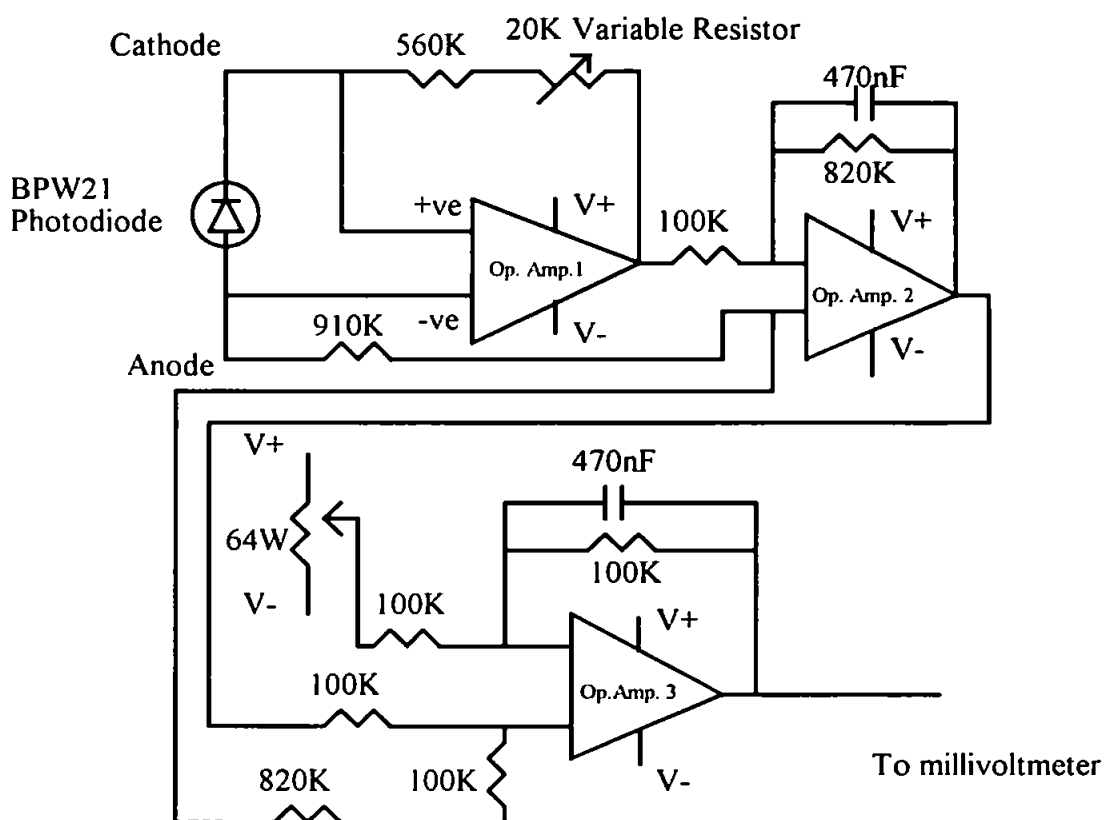 20K Variable Resistor
Cathode
560K
470nF
820K
BPW21
Photodiode
+ve
V+
100K
V+
Op. Amp.1
Op. Amp. 2
-ve
V-
910K
V-
Anode
V+
470nF
64W
100K
V-
100K
V+
100K
Op.Amp. 3
V-
To millivoltmeter
820K
100K